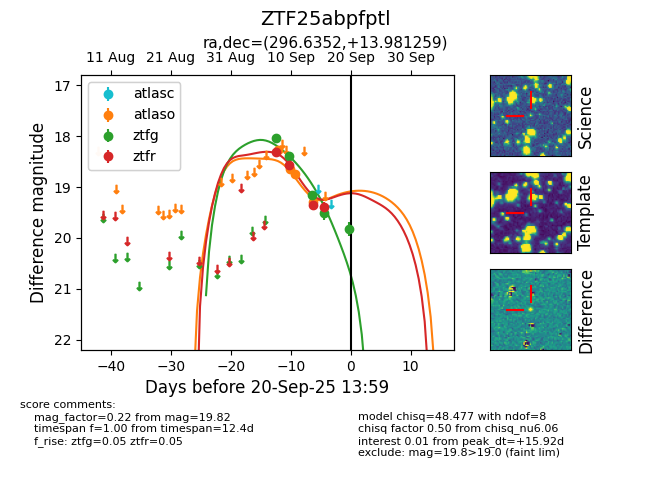 ZTF25abpfptl
ra,dec=(296.6352,+13.981259)
11 Aug 21 Aug 31 Aug 10 Sep 20 Sep 30 Sep
atlasc
atlaso
ztfg
ztfr
17
18
19
20
21
22
Difference magnitude
−40 −30 −20 −10 0 10
Days before 20-Sep-25 13:59
Science
Template
Difference
score comments:
mag_factor=0.22 from mag=19.82
timespan f=1.00 from timespan=12.4d
f_rise: ztfg=0.05 ztfr=0.05
model chisq=48.477 with ndof=8
chisq factor 0.50 from chisq_nu6.06
interest 0.01 from peak_dt=+15.92d
exclude: mag=19.8>19.0 (faint lim)